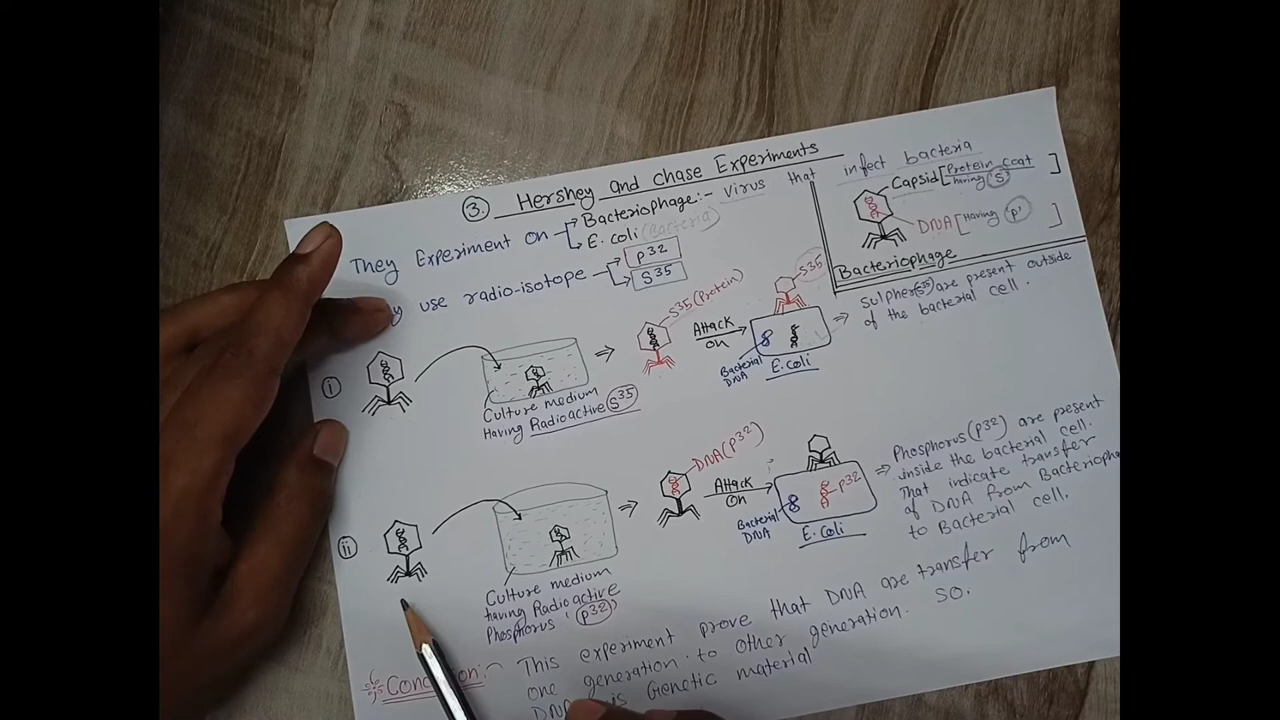 ③. Hershey and chase Experiments
They Experiment on
Bacteriophage:- Virus that infect bacteria
E.coli (Bacteria)
use radio-isotope
P32
S35
Capsid [Protein coat having 'S']
DNA [Having 'P']
Bacteriophage
(i)
Culture medium
Having Radioactive S35
S35 (Protein)
Attack
on
S35
Bacterial
DNA
E.coli
Sulpher(S35) are present outside
of the bacterial cell.
(ii)
Culture medium
having Radioactive
Phosphorus '(P32)'
DNA(P32)
Attack
on
P32
Bacterial
DNA
E.coli
Phosphorus(P32) are present
inside the bacterial cell.
That indicate transfer
of DNA from
to Bacterial cell.
This experiment prove that DNA are transfer from
one generation to other generation. So.
DNA is Genetic material